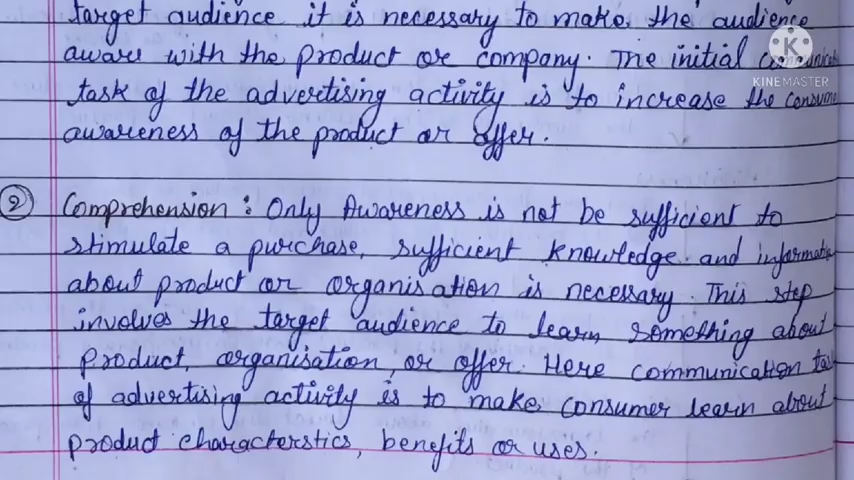 target audience it is necessary to make the audience
aware with the product or company. The initial communicati
task of the advertising activity is to increase the consume
awareness of the product or offer.
② Comprehension : Only Awareness is not be sufficient to
stimulate a purchase, sufficient knowledge and informatio
about product or organisation is necessary. This step
involves the target audience to learn something about
product, organisation, or offer. Here communication tas
of advertising activity is to make consumer learn about
product characterstics, benefits or uses.
KINEMASTER